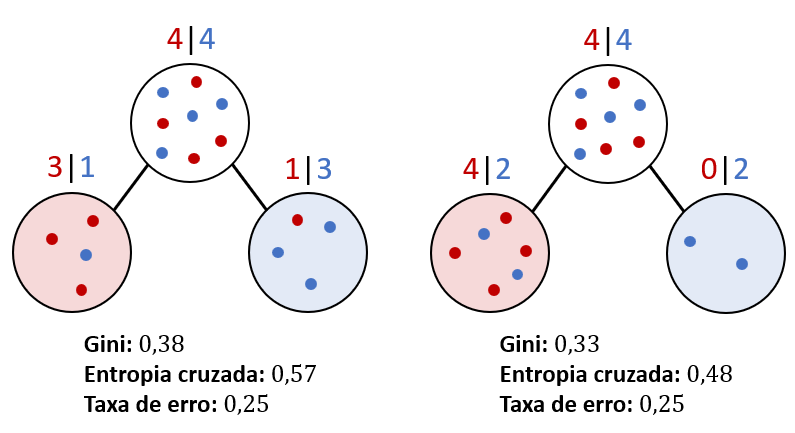 4|4
3|1
1|3
Gini: 0,38
Entropia cruzada: 0,57
Taxa de erro: 0,25
4|4
4|2
0|2
Gini: 0,33
Entropia cruzada: 0,48
Taxa de erro: 0,25